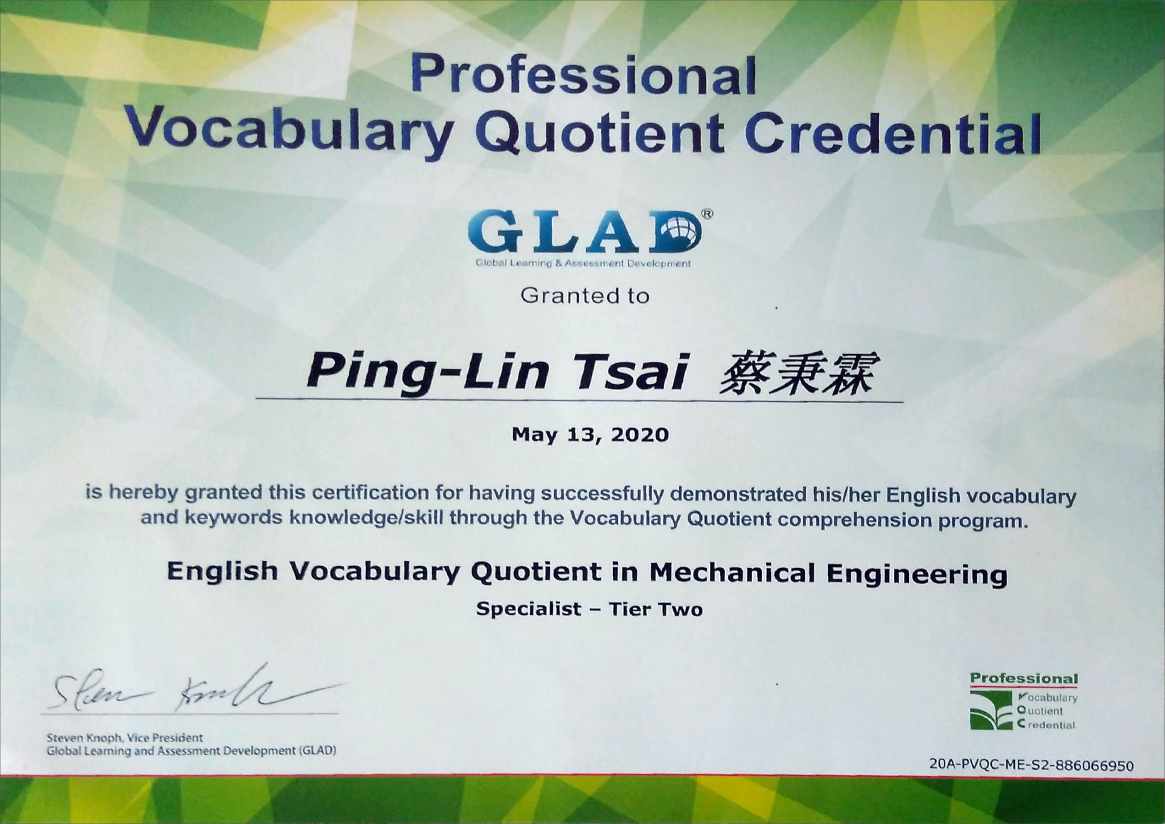 Professional
Vocabulary Quotient Credential
GLAD®
Global Learning & Assessment Development
Granted to
Ping-Lin Tsai 蔡秉霖
May 13, 2020
is hereby granted this certification for having successfully demonstrated his/her English vocabulary
and keywords knowledge/skill through the Vocabulary Quotient comprehension program.
English Vocabulary Quotient in Mechanical Engineering
Specialist – Tier Two
Steven Knoph, Vice President
Global Learning and Assessment Development (GLAD)
Professional
Vocabulary
Quotient
Credential
20A-PVQC-ME-S2-886066950